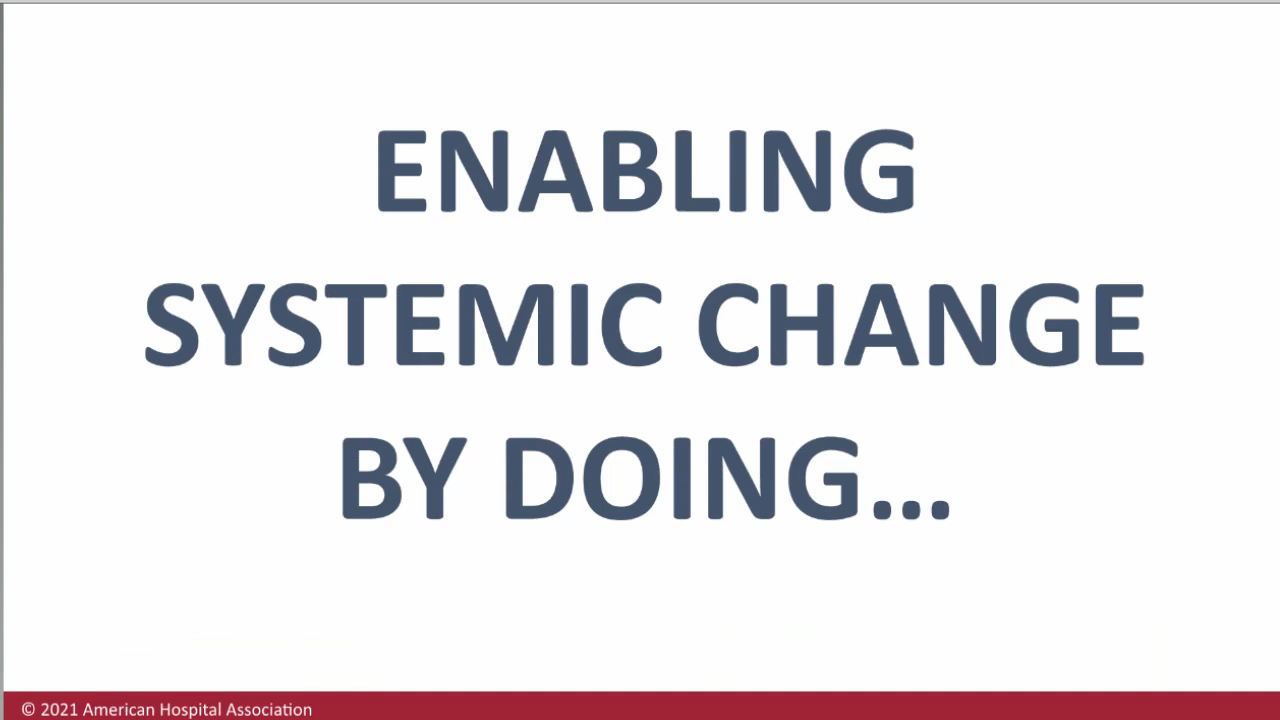 ENABLING
SYSTEMIC CHANGE
BY DOING...
© 2021 American Hospital Association